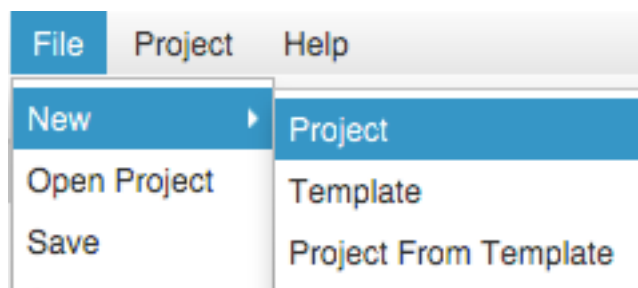 File Project Help
New
Open Project
Save
Project
Template
Project From Template